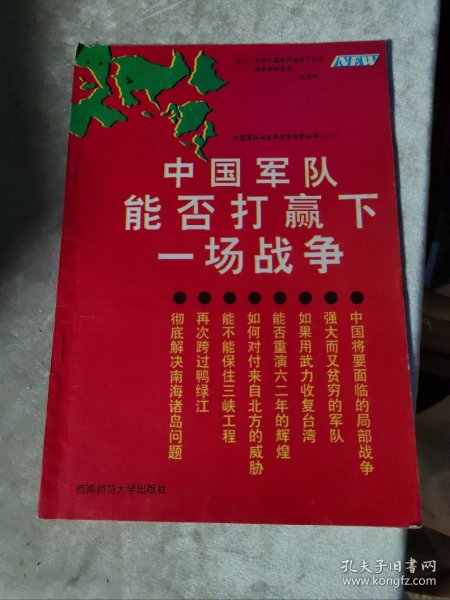 NEW
中国军队
能否打赢下
一场战争
中国将要面临的局部战争
强大而又贫穷的军队
如果用武力收复台湾
能否重演六二年的辉煌
如何对付来自北方的威胁
能不能保住三峡工程
再次跨过鸭绿江
彻底解决南海诸岛问题
西南师范大学出版社
孔夫子旧书网
www.kongfz.com